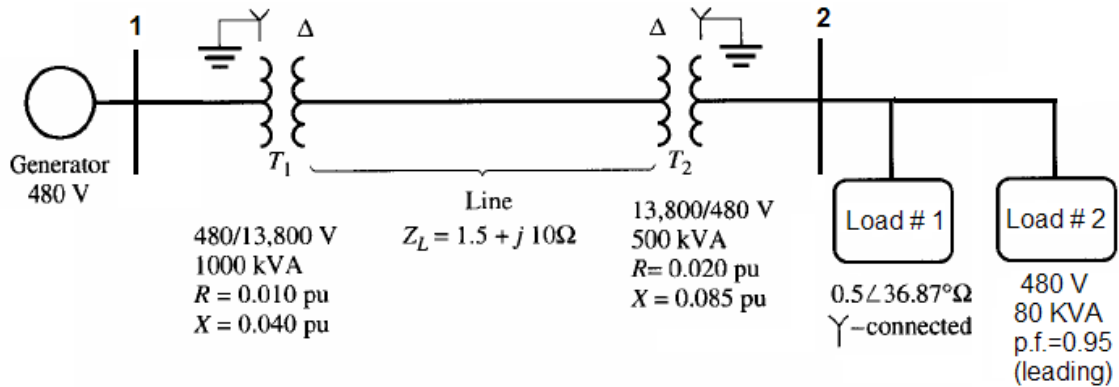 1
2
Δ
Δ
Generator
480 V
T₁
T₂
Line
Z_L = 1.5 + j 10Ω
480/13,800 V
1000 kVA
R = 0.010 pu
X = 0.040 pu
13,800/480 V
500 kVA
R= 0.020 pu
X = 0.085 pu
Load # 1
0.5∠36.87°Ω
Y-connected
Load # 2
480 V
80 KVA
p.f.=0.95
(leading)